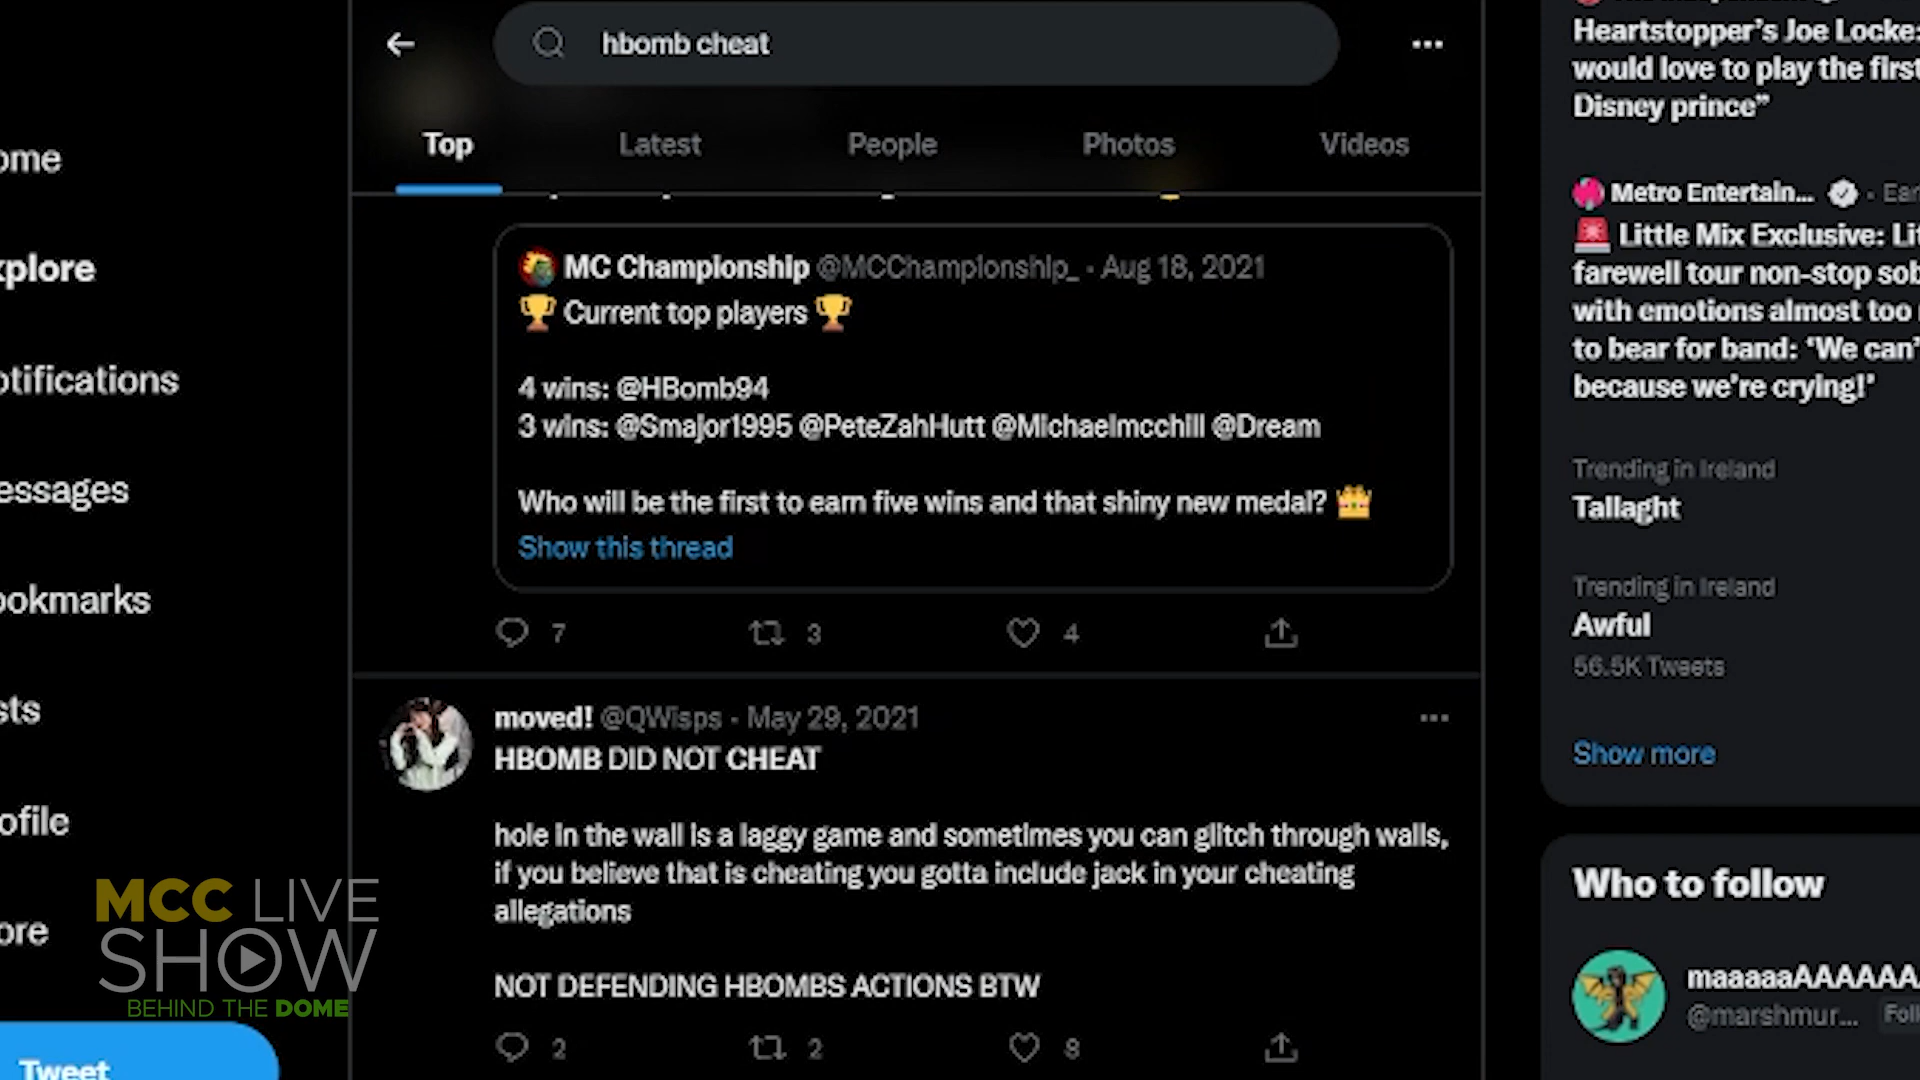 hbomb cheat
Top
Latest
People
Photos
Videos
MC Championship @MCChampionship_ · Aug 18, 2021
🏆 Current top players 🏆
4 wins: @HBomb94
3 wins: @Smajor1995 @PeteZahHutt @Michaelmcchill @Dream
Who will be the first to earn five wins and that shiny new medal? 👑
Show this thread
7
3
4
moved! @QWisps · May 29, 2021
HBOMB DID NOT CHEAT
hole in the wall is a laggy game and sometimes you can glitch through walls,
if you believe that is cheating you gotta include jack in your cheating
allegations
NOT DEFENDING HBOMBS ACTIONS BTW
2
2
8
ome
xplore
otifications
essages
ookmarks
sts
ofile
ore
Tweet
MCC LIVE
SHOW
BEHIND THE DOME
Heartstopper's Joe Locke:
would love to play the first
Disney prince"
Metro Entertain... · Ear
🚨 Little Mix Exclusive: Lit
farewell tour non-stop sob
with emotions almost too
to bear for band: 'We can'
because we're crying!'
Trending in Ireland
Tallaght
Trending in Ireland
Awful
56.5K Tweets
Show more
Who to follow
maaaaaAAAAAA
@marshmur...
Foll